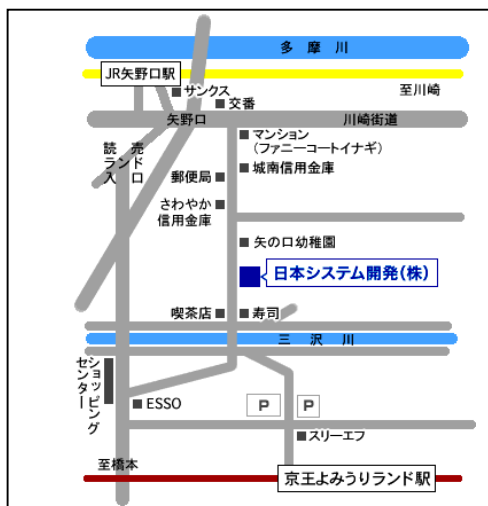 多摩川
JR矢野口駅
サンクス
至川崎
交番
矢野口
川崎街道
マンション
(ファニーコートイナギ)
読売
ランド
入口
城南信用金庫
郵便局
さわやか
信用金庫
矢の口幼稚園
日本システム開発(株)
喫茶店
寿司
三沢川
ショッピング
センター
ESSO
P
P
スリーエフ
至橋本
京王よみうりランド駅